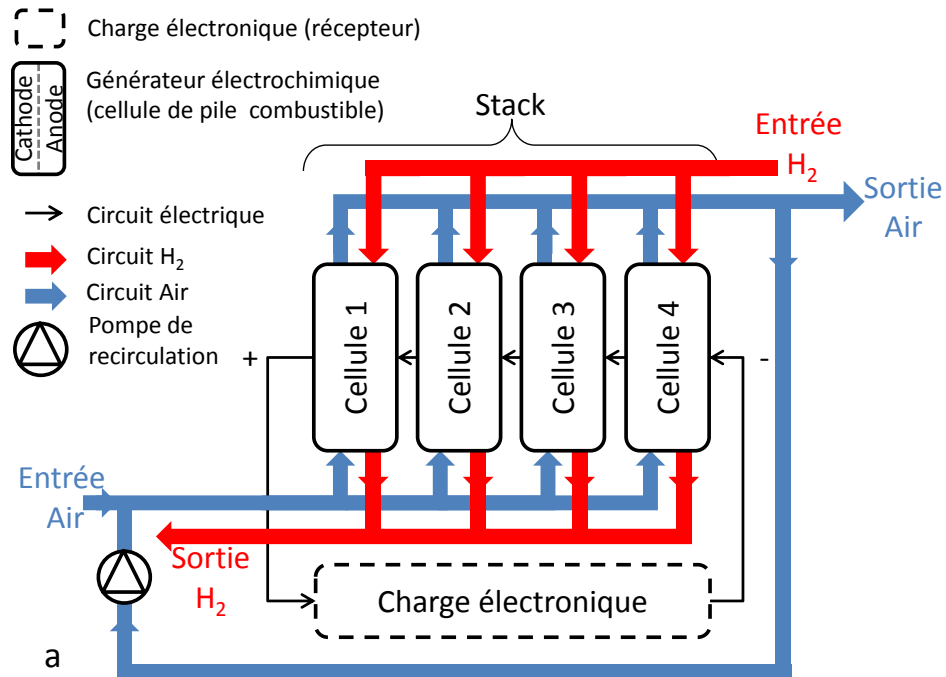 Charge électronique (récepteur)
Cathode
Anode
Générateur électrochimique
(cellule de pile combustible)
Circuit électrique
Circuit H₂
Circuit Air
Pompe de
recirculation
Stack
Entrée
H₂
Sortie
Air
Cellule 1
Cellule 2
Cellule 3
Cellule 4
+
-
Entrée
Air
Sortie
H₂
Charge électronique
a